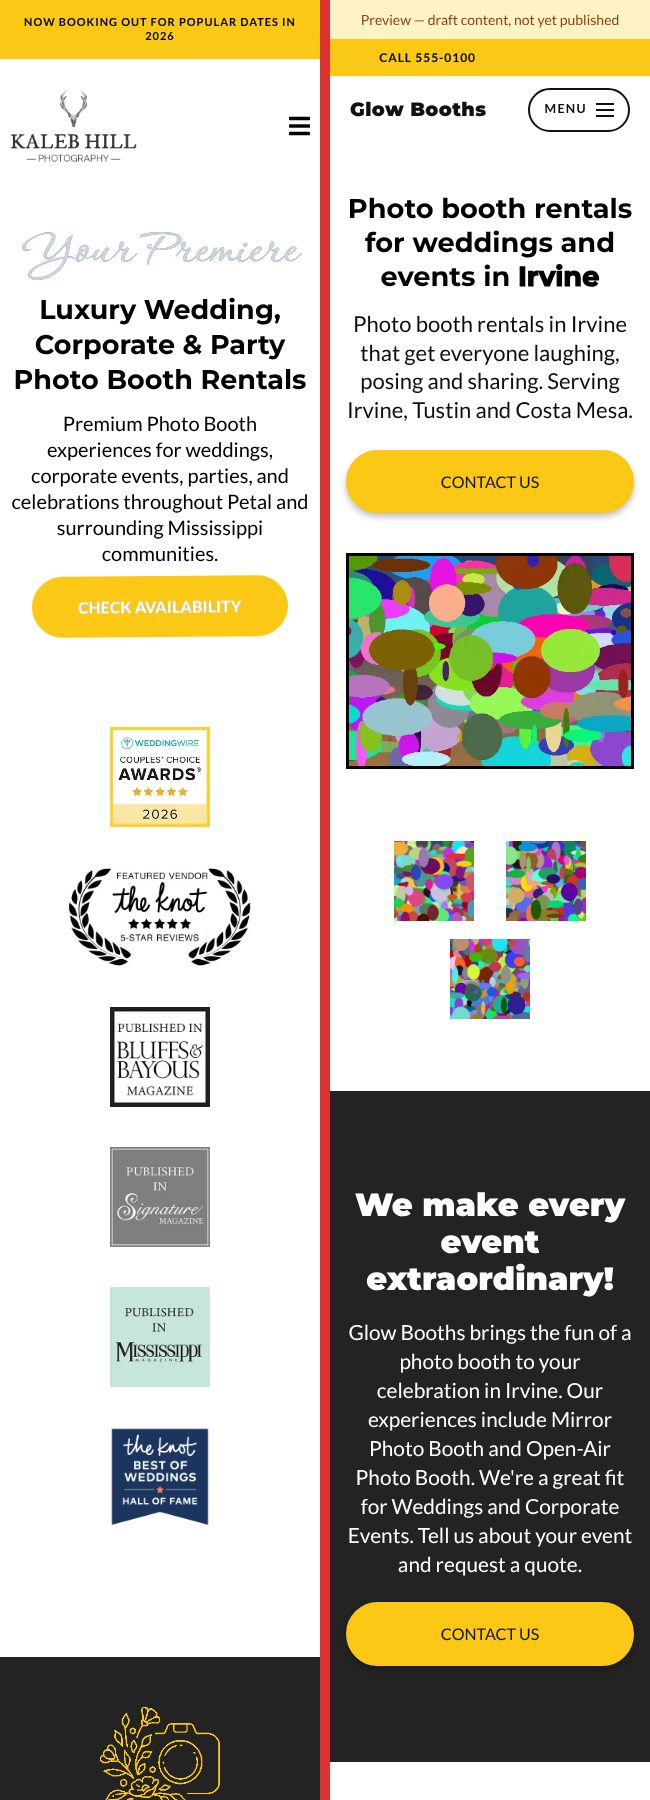 NOW BOOKING OUT FOR POPULAR DATES IN
2026
KALEB HILL
PHOTOGRAPHY
Your Premiere
Luxury Wedding,
Corporate & Party
Photo Booth Rentals
Premium Photo Booth
experiences for weddings,
corporate events, parties, and
celebrations throughout Petal and
surrounding Mississippi
communities.
CHECK AVAILABILITY
WEDDINGWIRE
COUPLES' CHOICE
AWARDS®
2026
FEATURED VENDOR
the knot
5-STAR REVIEWS
PUBLISHED IN
BLUFFS&
BAYOUS
MAGAZINE
PUBLISHED
IN
Signature
MAGAZINE
PUBLISHED
IN
MISSISSIPPI
MAGAZINE
the knot
BEST OF
WEDDINGS
HALL OF FAME
Preview — draft content, not yet published
CALL 555-0100
Glow Booths
MENU
Photo booth rentals
for weddings and
events in Irvine
Photo booth rentals in Irvine
that get everyone laughing,
posing and sharing. Serving
Irvine, Tustin and Costa Mesa.
CONTACT US
We make every
event
extraordinary!
Glow Booths brings the fun of a
photo booth to your
celebration in Irvine. Our
experiences include Mirror
Photo Booth and Open-Air
Photo Booth. We're a great fit
for Weddings and Corporate
Events. Tell us about your event
and request a quote.
CONTACT US